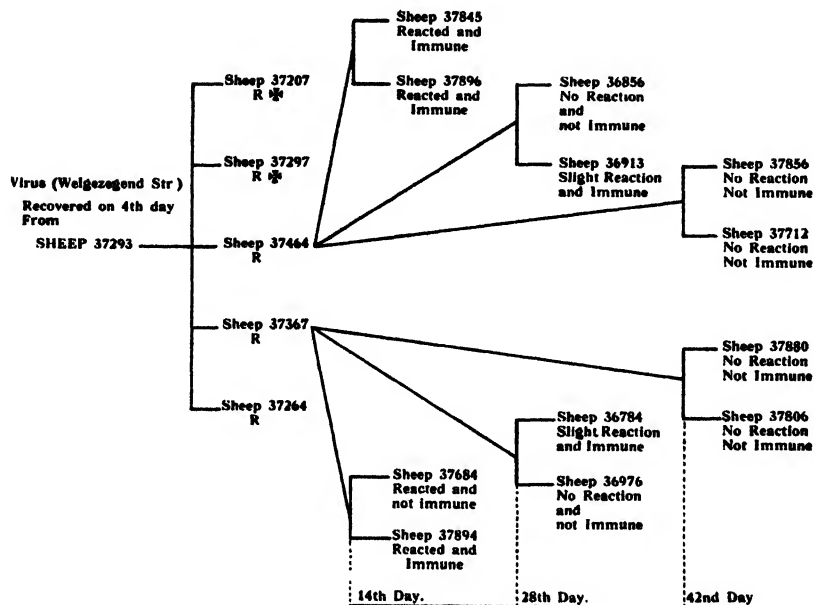 Sheep 37845
Reacted and
Immune
Sheep 37207
R ✠
Sheep 37896
Reacted and
Immune
Sheep 36856
No Reaction
and
not Immune
Sheep 37297
R ✠
Virus (Welgezegend Str)
Recovered on 4th day
From
SHEEP 37293
Sheep 36913
Slight Reaction
and Immune
Sheep 37856
No Reaction
Not Immune
Sheep 37464
R
Sheep 37712
No Reaction
Not Immune
Sheep 37367
R
Sheep 37880
No Reaction
Not Immune
Sheep 37264
R
Sheep 36784
Slight Reaction
and Immune
Sheep 37806
No Reaction
Not Immune
Sheep 37684
Reacted and
not immune
Sheep 36976
No Reaction
and
not Immune
Sheep 37894
Reacted and
Immune
14th Day.
28th Day.
42nd Day